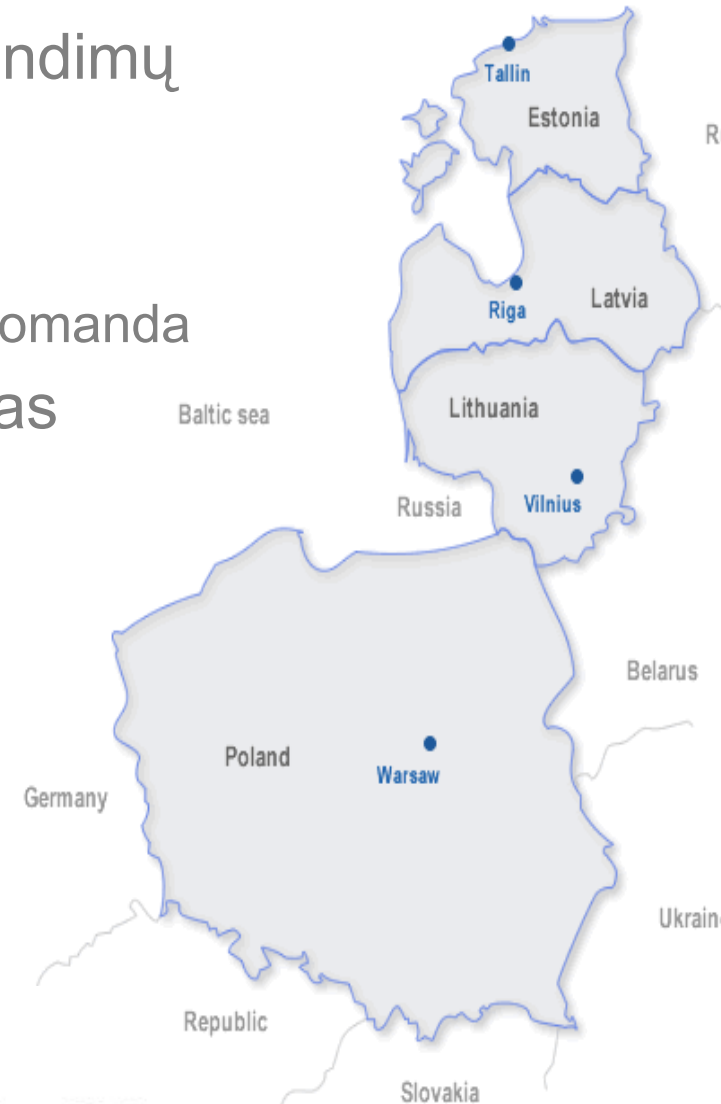 ndimų
Tallin
Estonia
R
omanda
Riga
Latvia
as
Baltic sea
Lithuania
Russia
Vilnius
Belarus
Poland
Warsaw
Germany
Ukrain
Republic
Slovakia